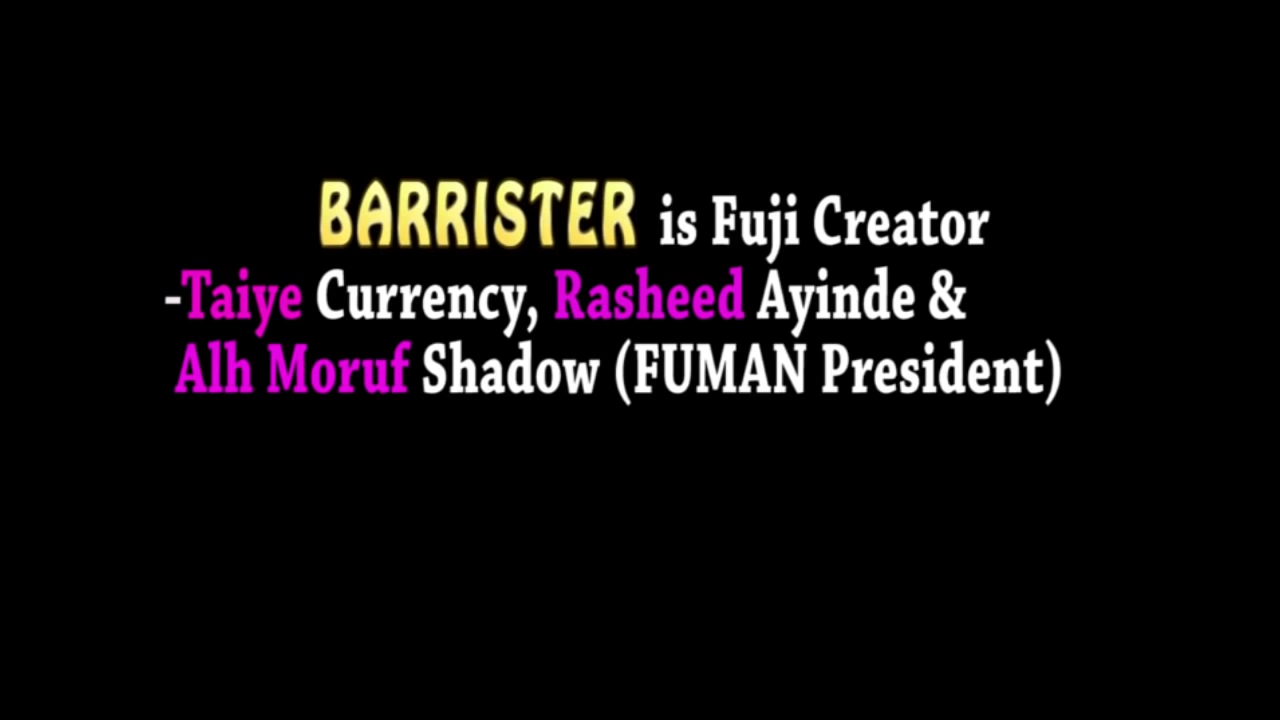 BARRISTER is Fuji Creator
-Taiye Currency, Rasheed Ayinde &
Alh Moruf Shadow (FUMAN President)